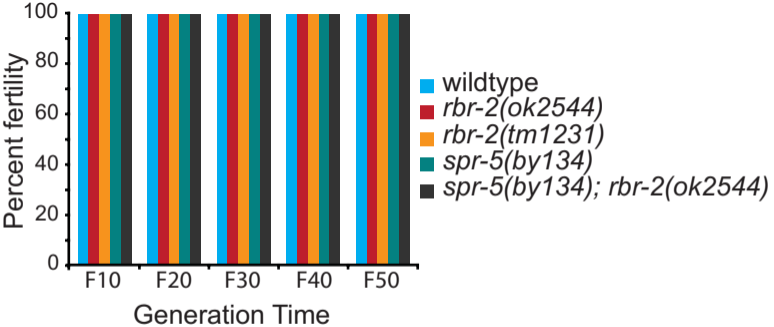 100
80
60
40
20
0
Percent fertility
F10 F20 F30 F40 F50
Generation Time
wildtype
rbr-2(ok2544)
rbr-2(tm1231)
spr-5(by134)
spr-5(by134); rbr-2(ok2544)